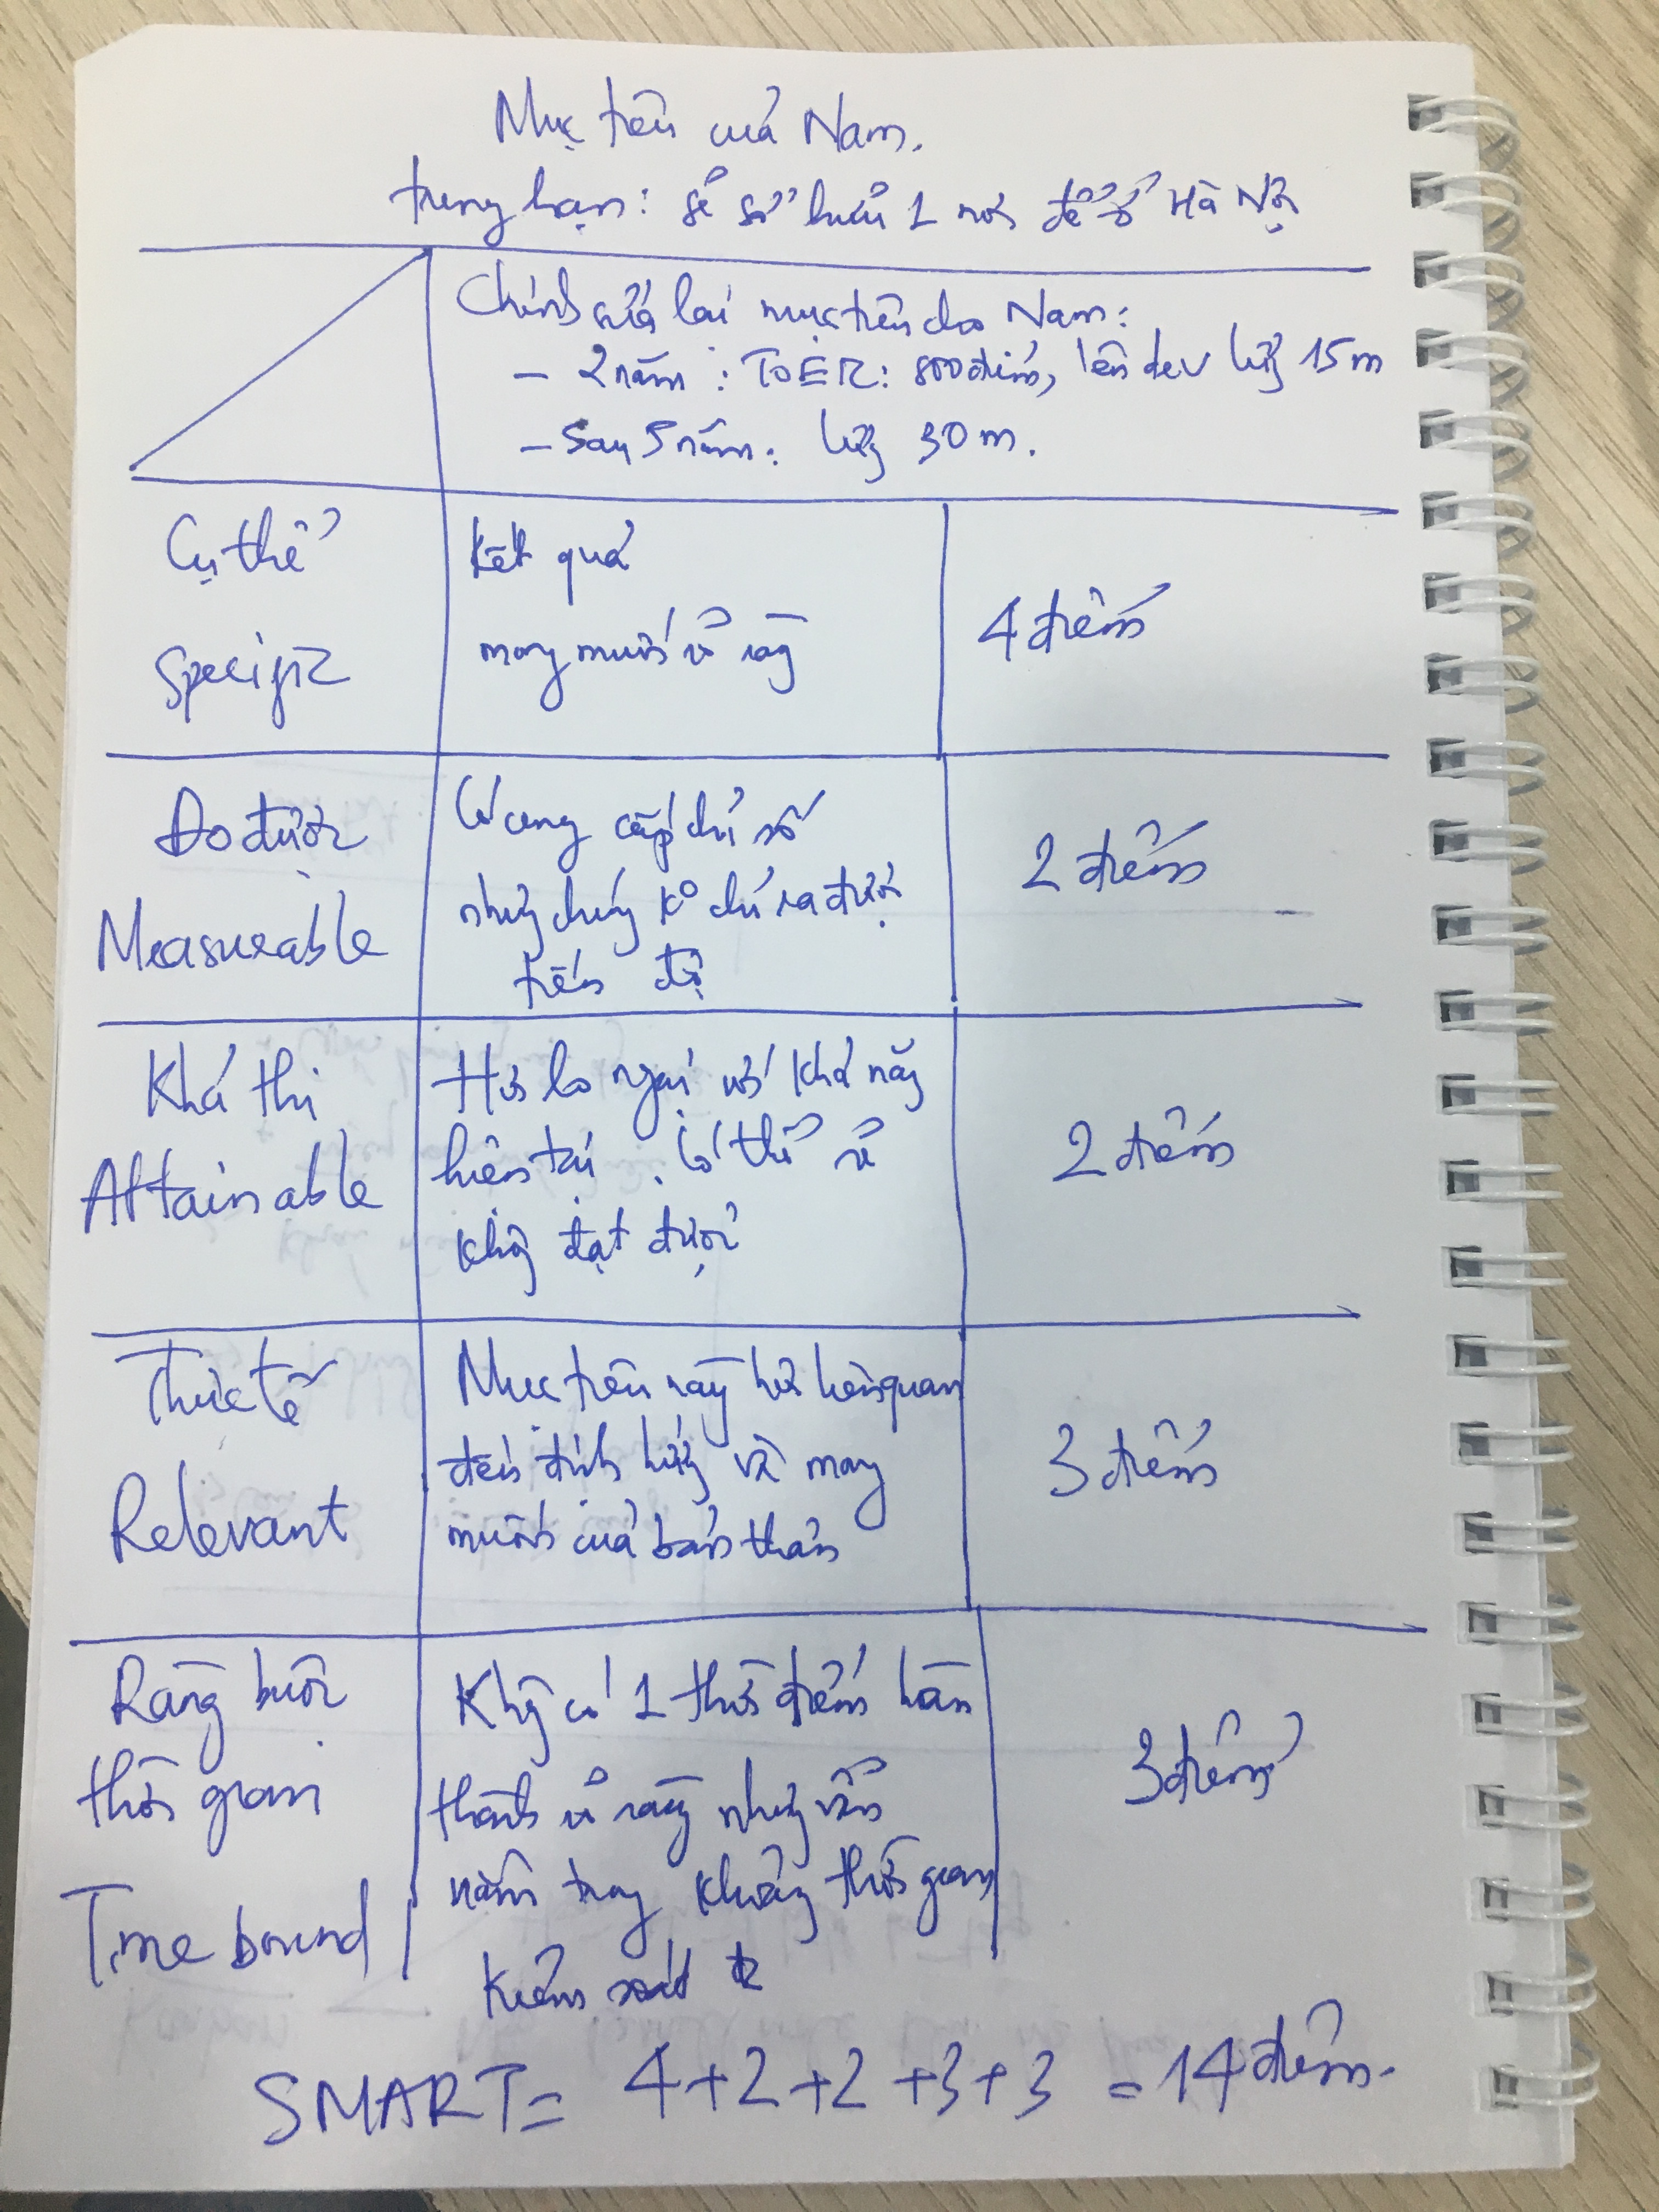 Mục tiêu của Nam.
trung hạn: sẽ sở hữu 1 nơi để ở Hà Nội
Chỉnh sửa lại mục tiêu cho Nam:
- 2 năm: TOEIC: 800 điểm, lên dev lương 15m
- Sau 5 năm: lương 30m.
Cụ thể
Specific
Kết quả
mong muốn rõ ràng
4 điểm
Đo được
Measureable
Có cung cấp chỉ số
nhưng chúng ko chỉ ra được
tiến độ
2 điểm
Khả thi
Attainable
Hơi lo ngại với khả năng
hiện tại. Có thể sẽ
không đạt được
2 điểm
Thực tế
Relevant
Mục tiêu này hơi liên quan
đến định hướng và mong
muốn của bản thân
3 điểm
Ràng buộc
thời gian
Time bound
Không có 1 thời điểm hoàn
thành rõ ràng nhưng vẫn
nằm trong khoảng thời gian
kiểm soát
3 điểm
SMART = 4+2+2+3+3 = 14 điểm.